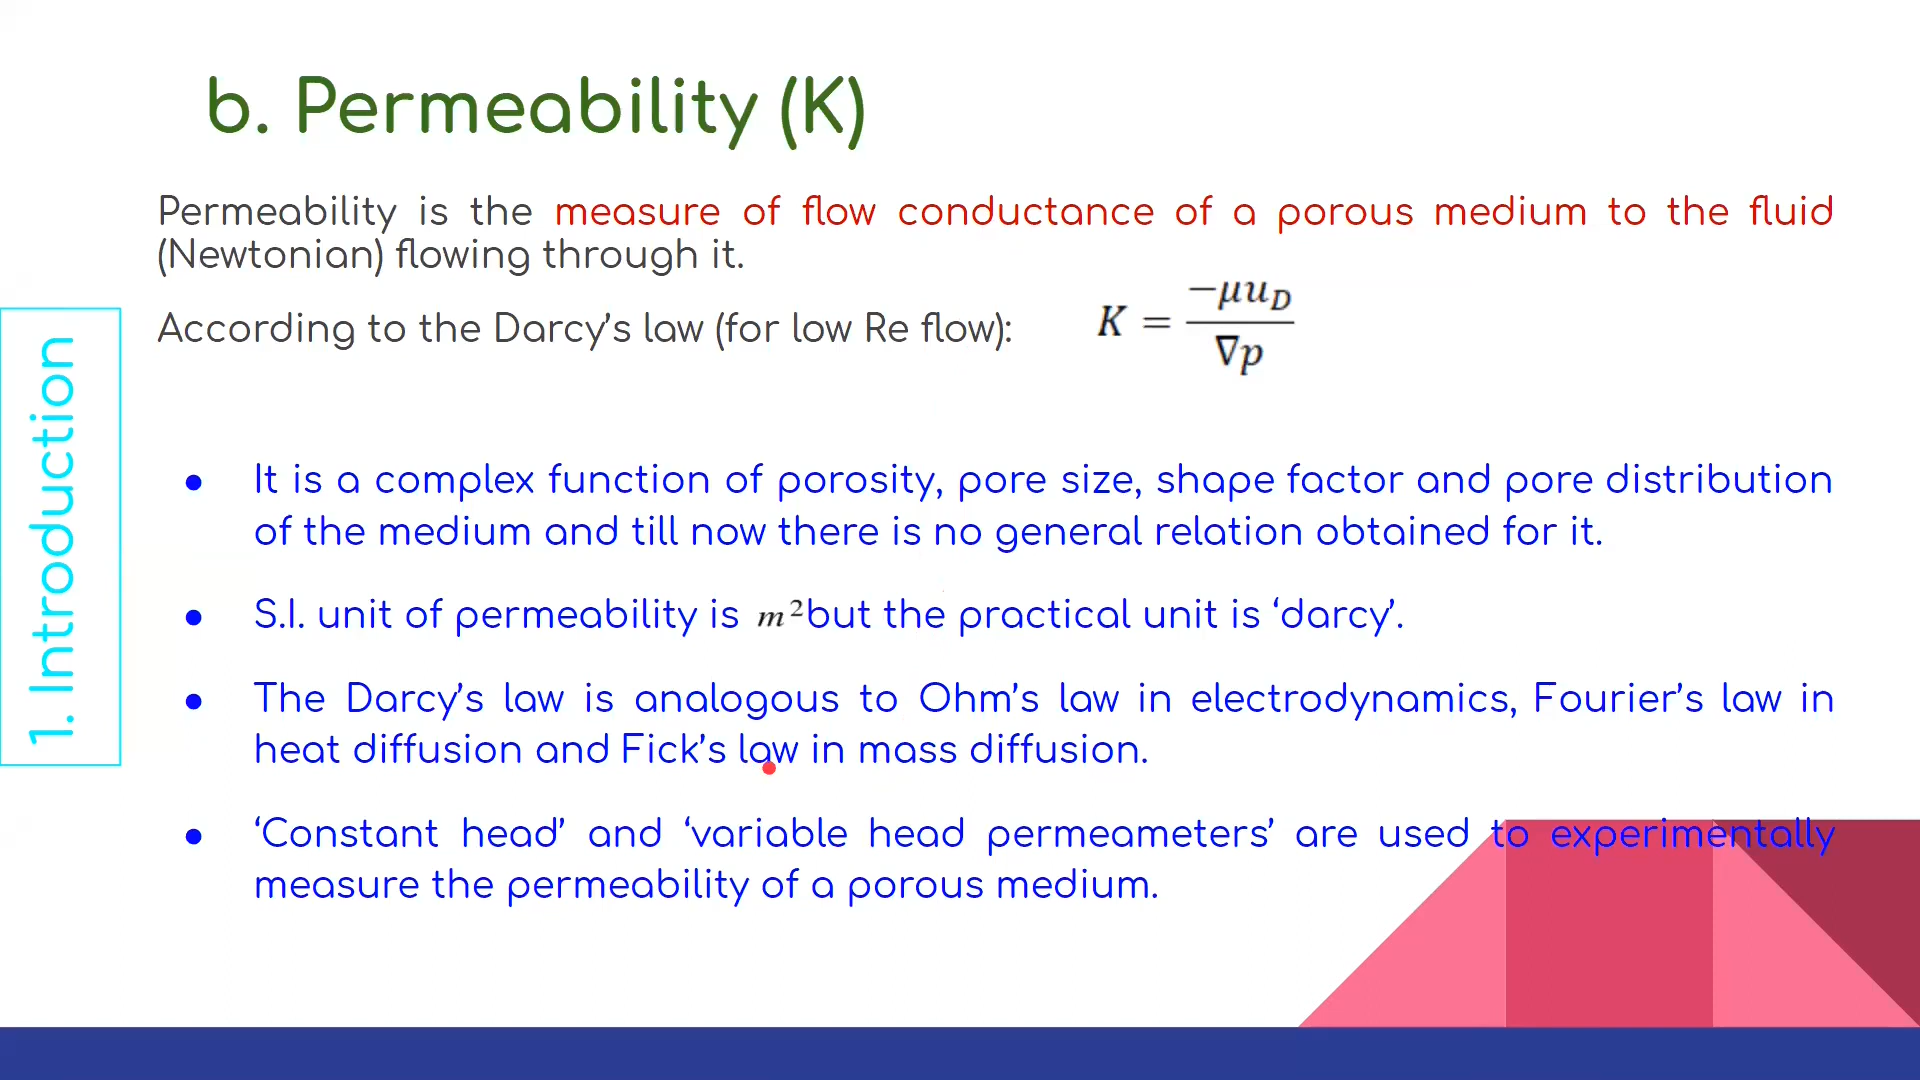 b. Permeability (K)
Permeability is the measure of flow conductance of a porous medium to the fluid
(Newtonian) flowing through it.
According to the Darcy’s law (for low Re flow): K = −μu_D / ∇p
1. Introduction
● It is a complex function of porosity, pore size, shape factor and pore distribution
of the medium and till now there is no general relation obtained for it.
● S.I. unit of permeability is m² but the practical unit is ‘darcy’.
● The Darcy’s law is analogous to Ohm’s law in electrodynamics, Fourier’s law in
heat diffusion and Fick’s law in mass diffusion.
● ‘Constant head’ and ‘variable head permeameters’ are used to experimentally
measure the permeability of a porous medium.